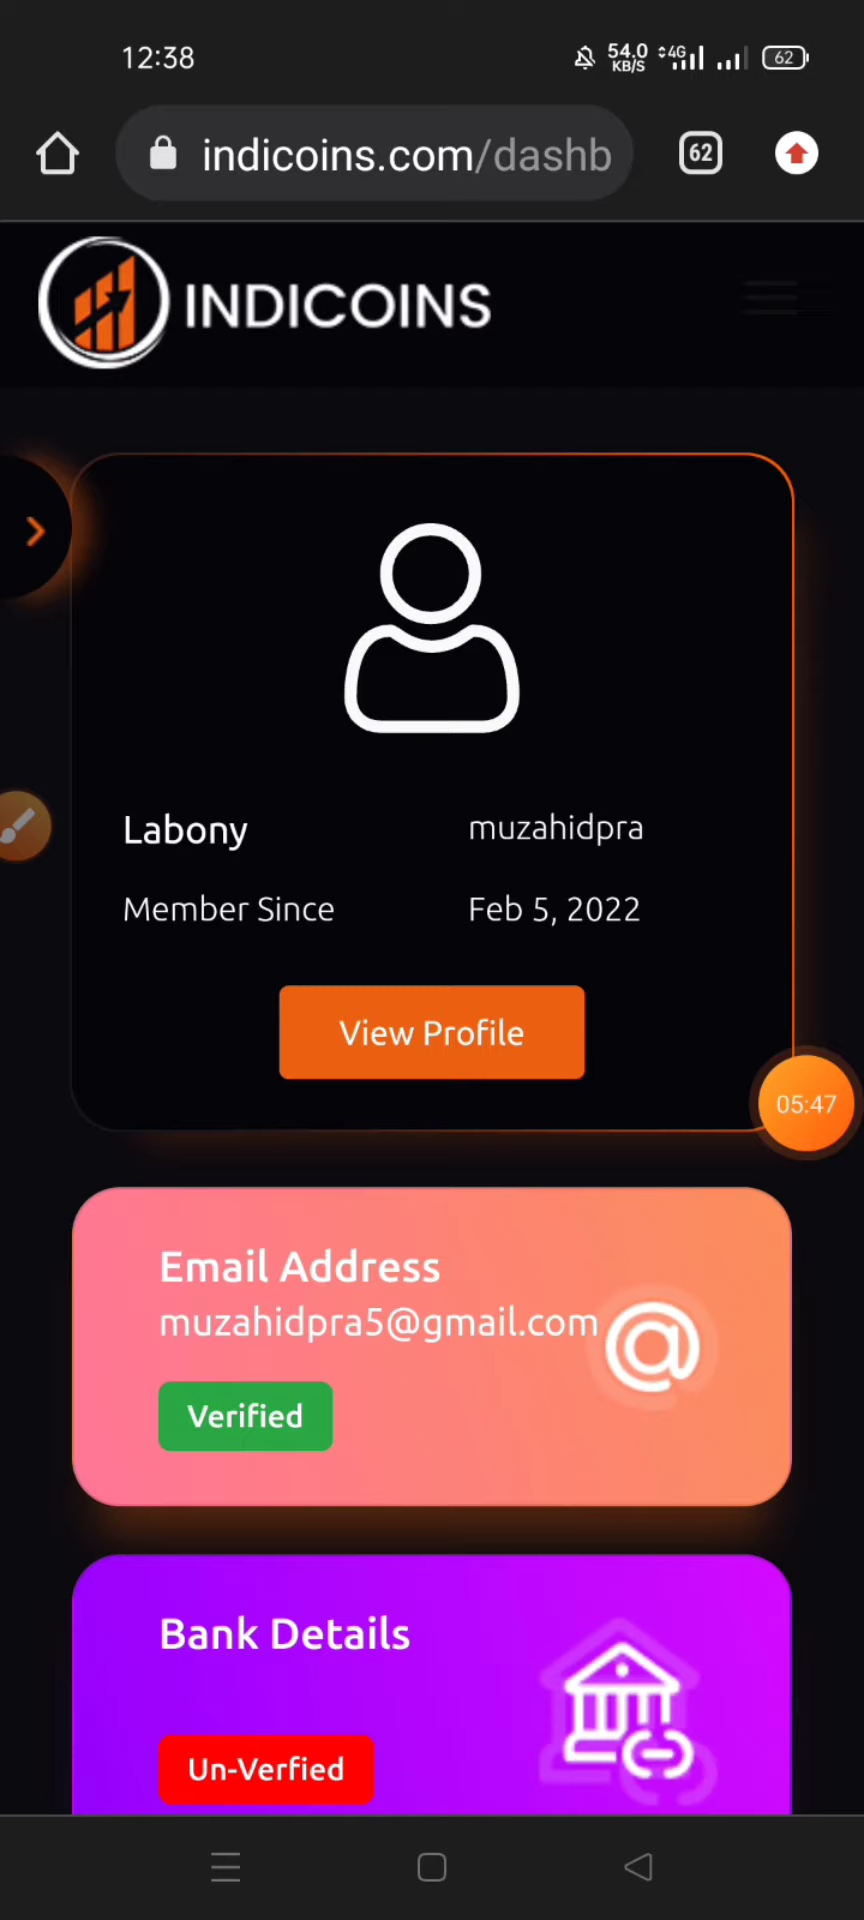 12:38
54.0
KB/S
4G
62
indicoins.com/dashb
62
INDICOINS
Labony
muzahidpra
Member Since
Feb 5, 2022
View Profile
05:47
Email Address
muzahidpra5@gmail.com
Verified
Bank Details
Un-Verfied